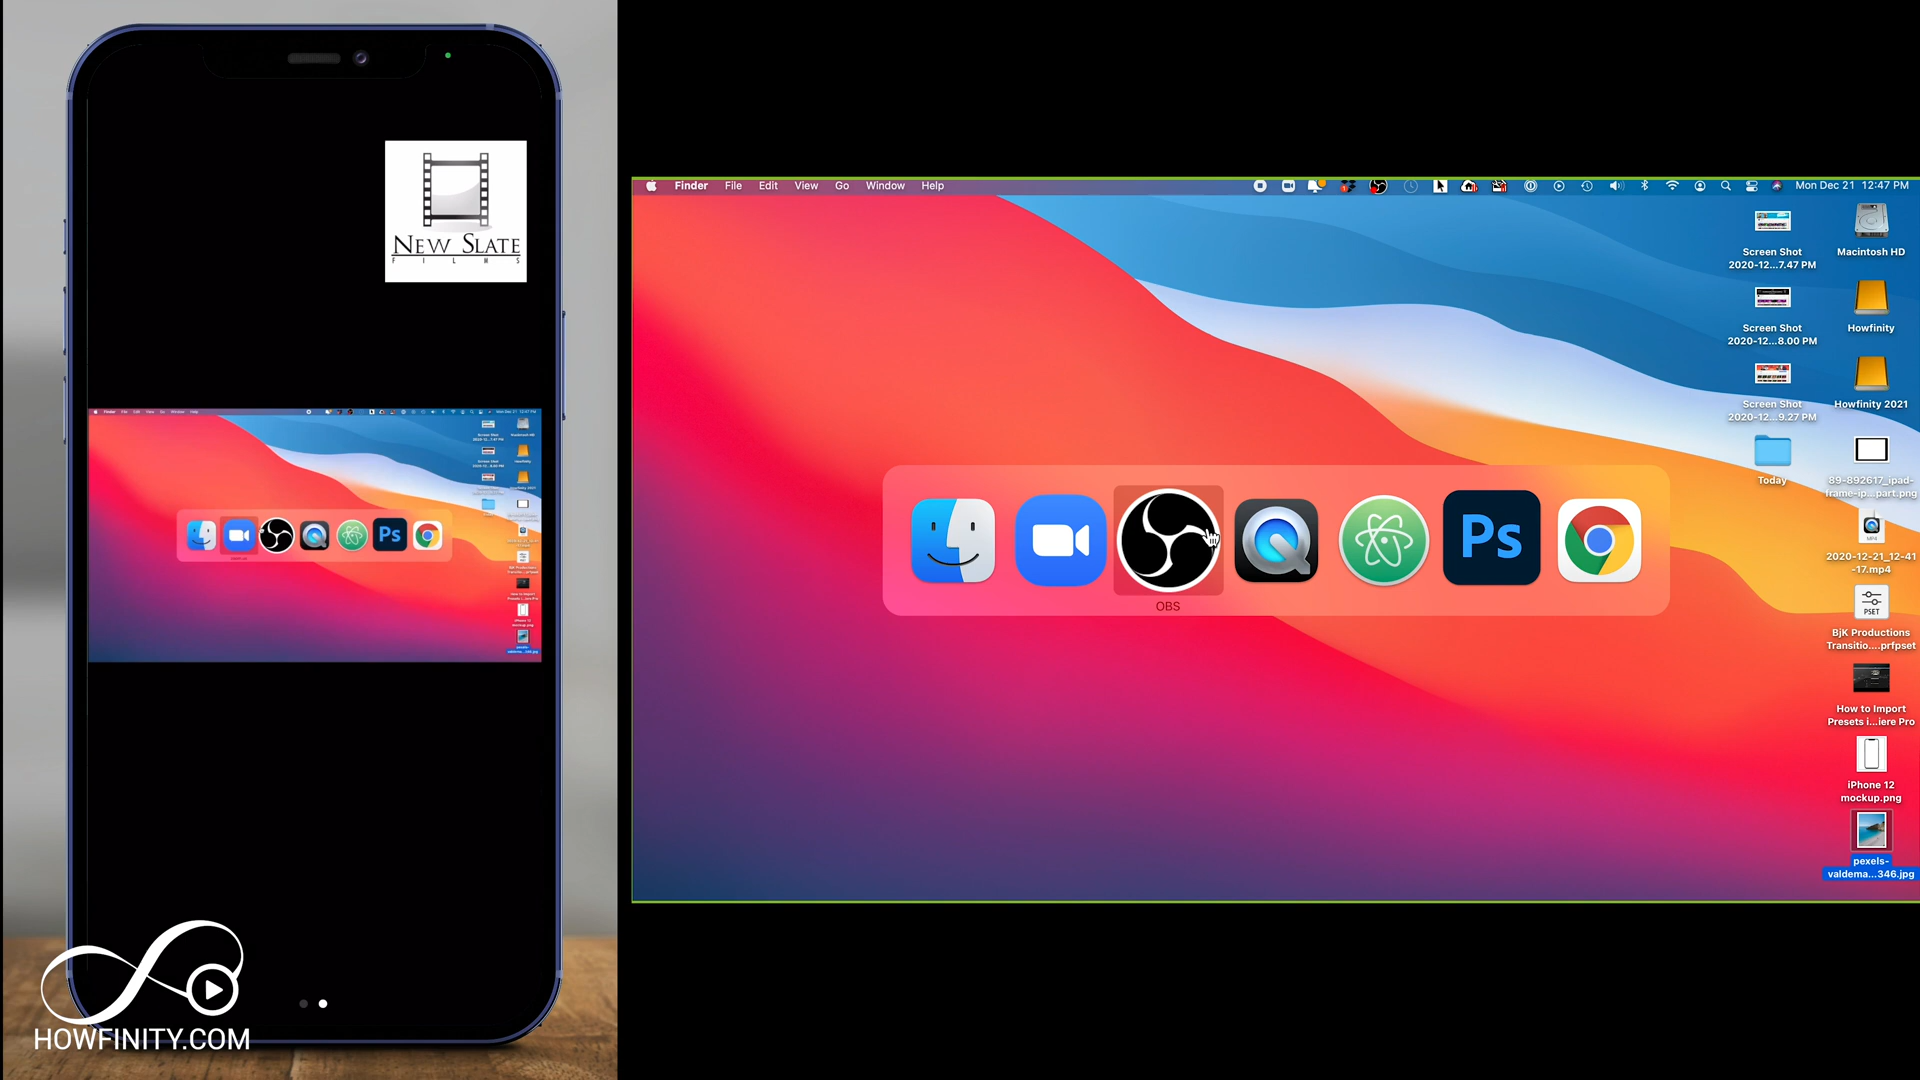 NEW SLATE
FILMS
HOWFINITY.COM
Finder File Edit View Go Window Help
Mon Dec 21 12:47 PM
Screen Shot
2020-12...7.47 PM
Macintosh HD
Screen Shot
2020-12...8.00 PM
Howfinity
Screen Shot
2020-12...9.27 PM
Howfinity 2021
Today
89-892617_ipad-
frame-ip...part.png
Ps
OBS
MP4
2020-12-21_12-41
-17.mp4
PSET
BjK Productions
Transitio....prfpset
How to Import
Presets i...iere Pro
iPhone 12
mockup.png
pexels-
valdema...346.jpg
Ps